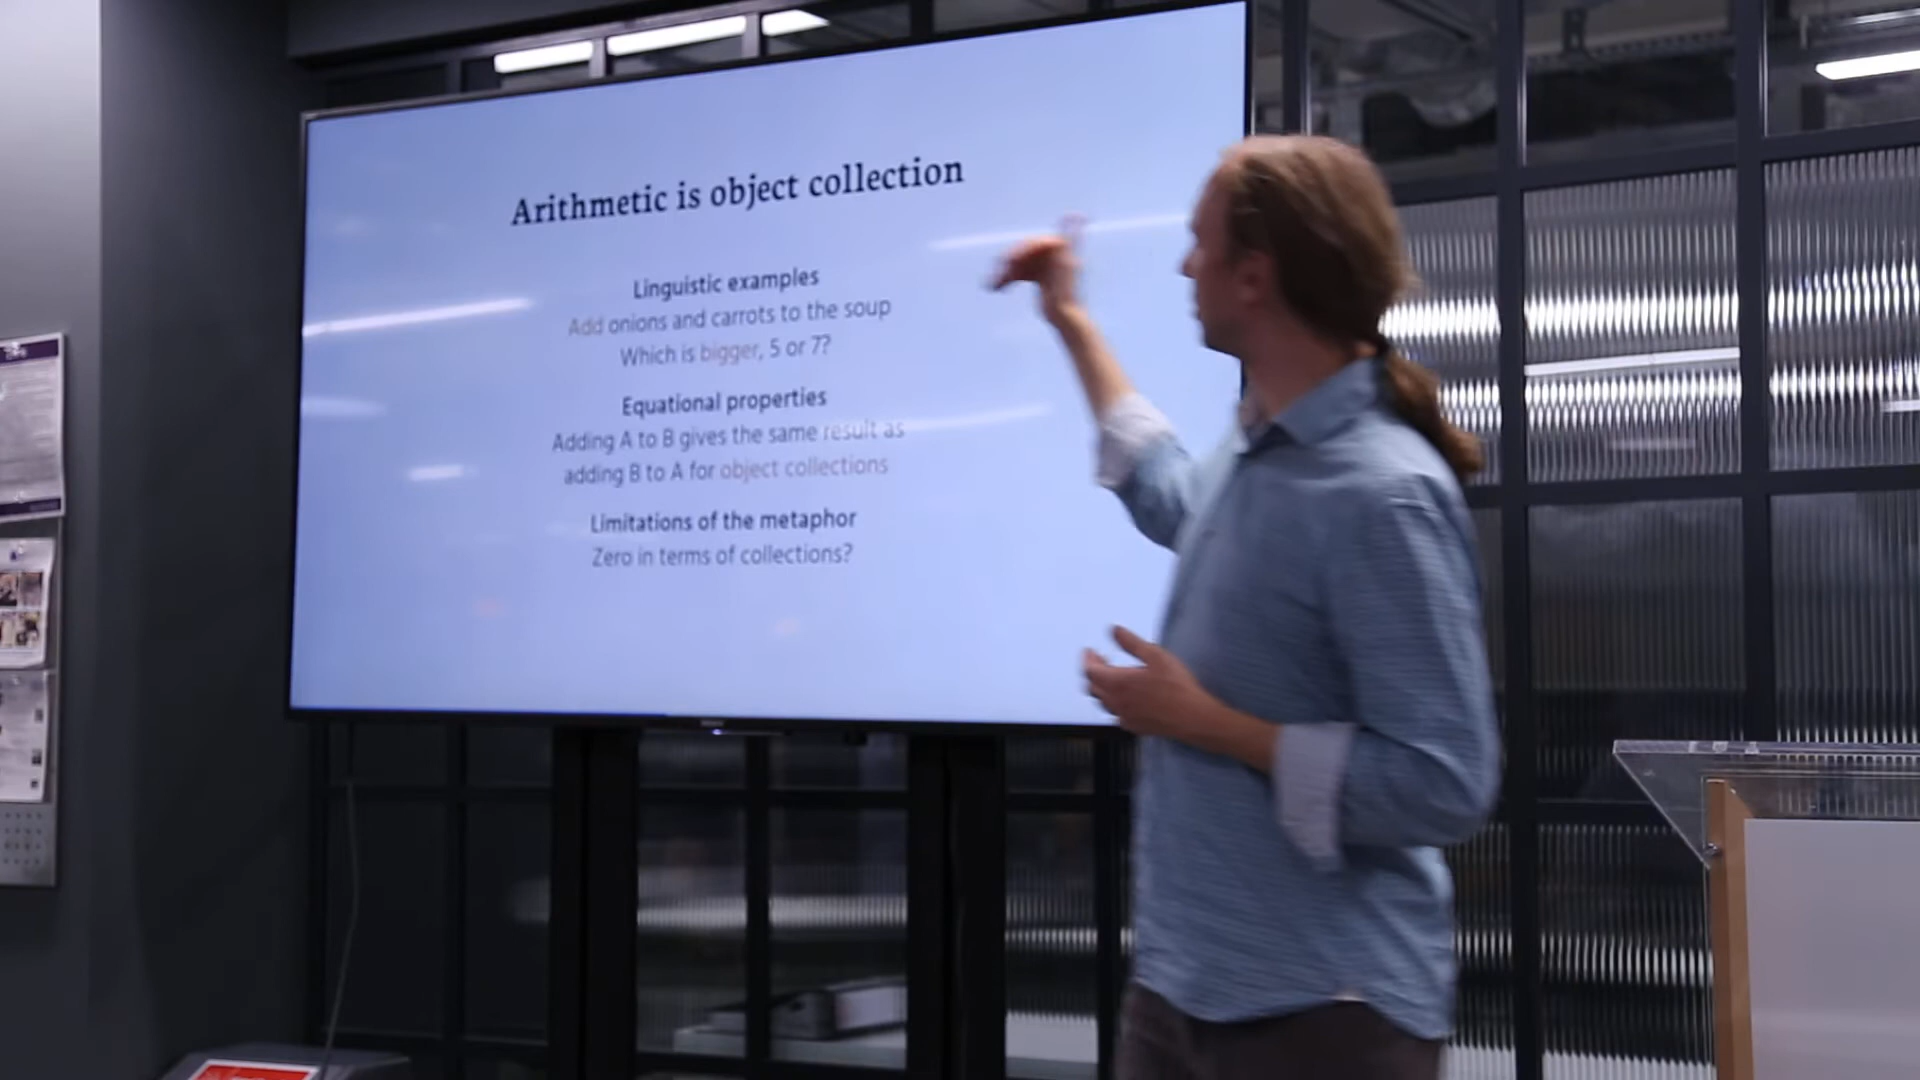 Arithmetic is object collection
Linguistic examples
Add onions and carrots to the soup
Which is bigger, 5 or 7?
Equational properties
Adding A to B gives the same result as
adding B to A for object collections
Limitations of the metaphor
Zero in terms of collections?